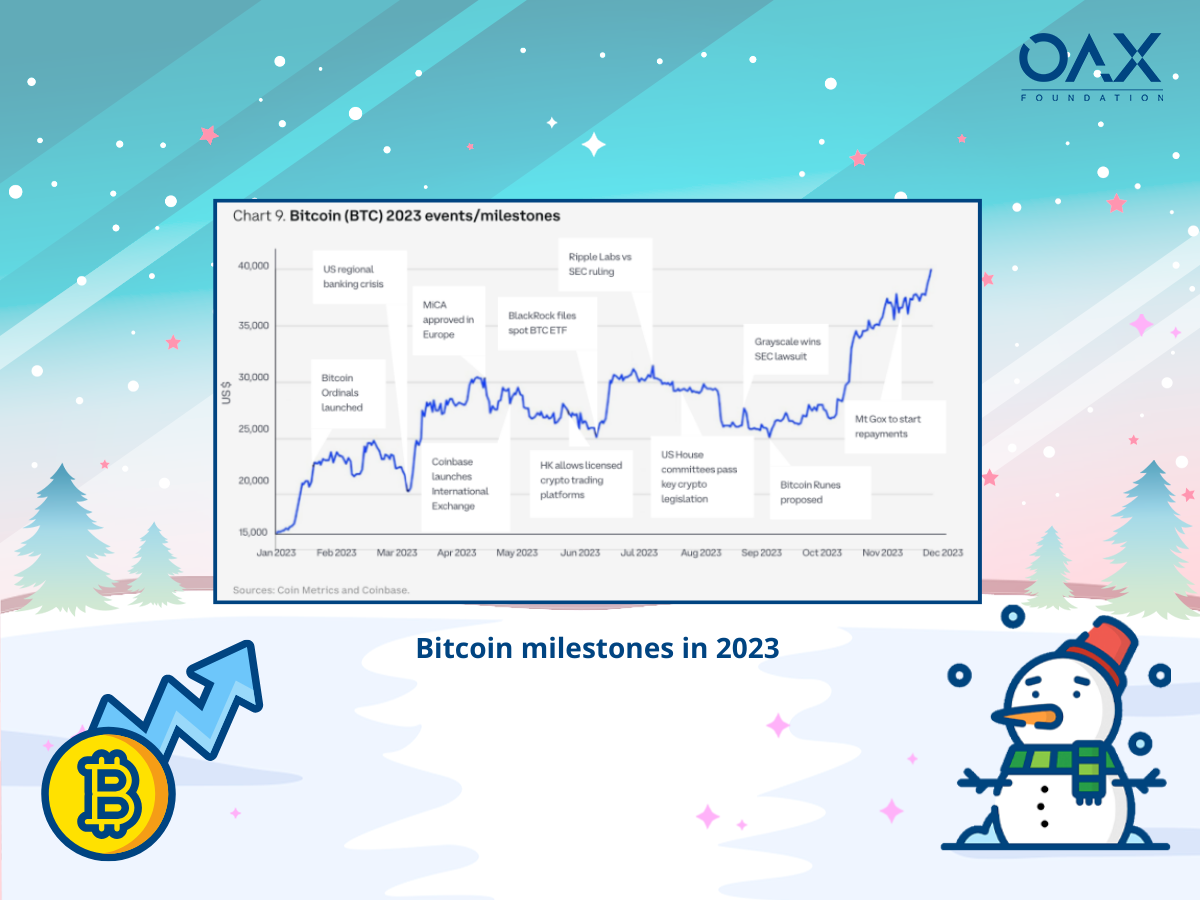 OAX
FOUNDATION
Chart 9. Bitcoin (BTC) 2023 events/milestones
US $
40,000
35,000
30,000
25,000
20,000
15,000
US regional
banking crisis
Bitcoin
Ordinals
launched
MiCA
approved in
Europe
BlackRock files
spot BTC ETF
Ripple Labs vs
SEC ruling
Grayscale wins
SEC lawsuit
Mt Gox to start
repayments
Coinbase
launches
International
Exchange
HK allows licensed
crypto trading
platforms
US House
committees pass
key crypto
legislation
Bitcoin Runes
proposed
Jan 2023 Feb 2023 Mar 2023 Apr 2023 May 2023 Jun 2023 Jul 2023 Aug 2023 Sep 2023 Oct 2023 Nov 2023 Dec 2023
Sources: Coin Metrics and Coinbase.
Bitcoin milestones in 2023